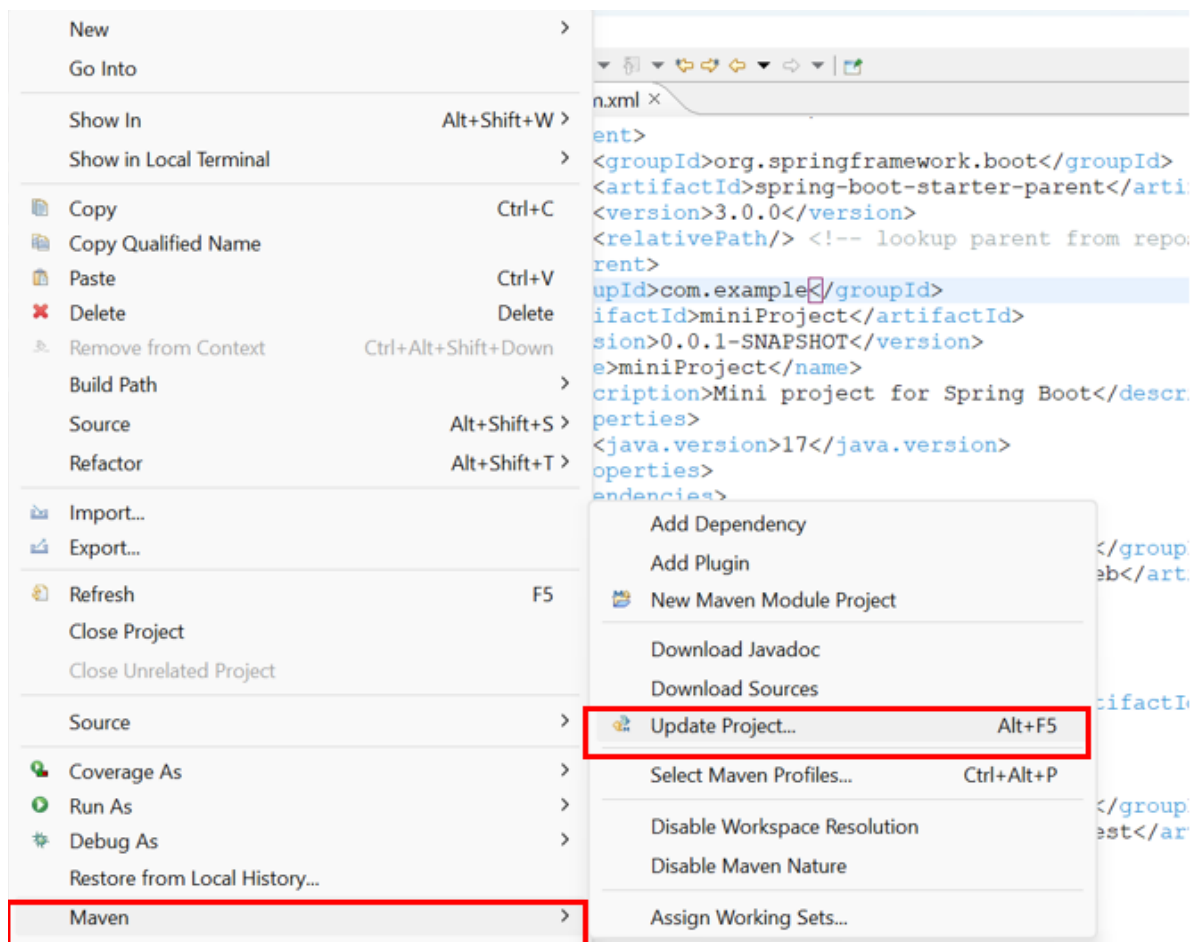 New
Go Into
Show In Alt+Shift+W >
Show in Local Terminal >
Copy Ctrl+C
Copy Qualified Name
Paste Ctrl+V
Delete Delete
Remove from Context Ctrl+Alt+Shift+Down
Build Path >
Source Alt+Shift+S >
Refactor Alt+Shift+T >
Import...
Export...
Refresh F5
Close Project
Close Unrelated Project
Source >
Coverage As >
Run As >
Debug As >
Restore from Local History...
Maven >
m.xml ×
ent>
<groupId>org.springframework.boot</groupId>
<artifactId>spring-boot-starter-parent</arti
<version>3.0.0</version>
<relativePath/> <!-- lookup parent from repo
rent>
upId>com.example</groupId>
ifactId>miniProject</artifactId>
sion>0.0.1-SNAPSHOT</version>
e>miniProject</name>
cription>Mini project for Spring Boot</descr
perties>
<java.version>17</java.version>
operties>
endencies>
Add Dependency
Add Plugin
New Maven Module Project
Download Javadoc
Download Sources
Update Project... Alt+F5
Select Maven Profiles... Ctrl+Alt+P
Disable Workspace Resolution
Disable Maven Nature
Assign Working Sets...
</group
eb</art
tifactId
</group
est</ar